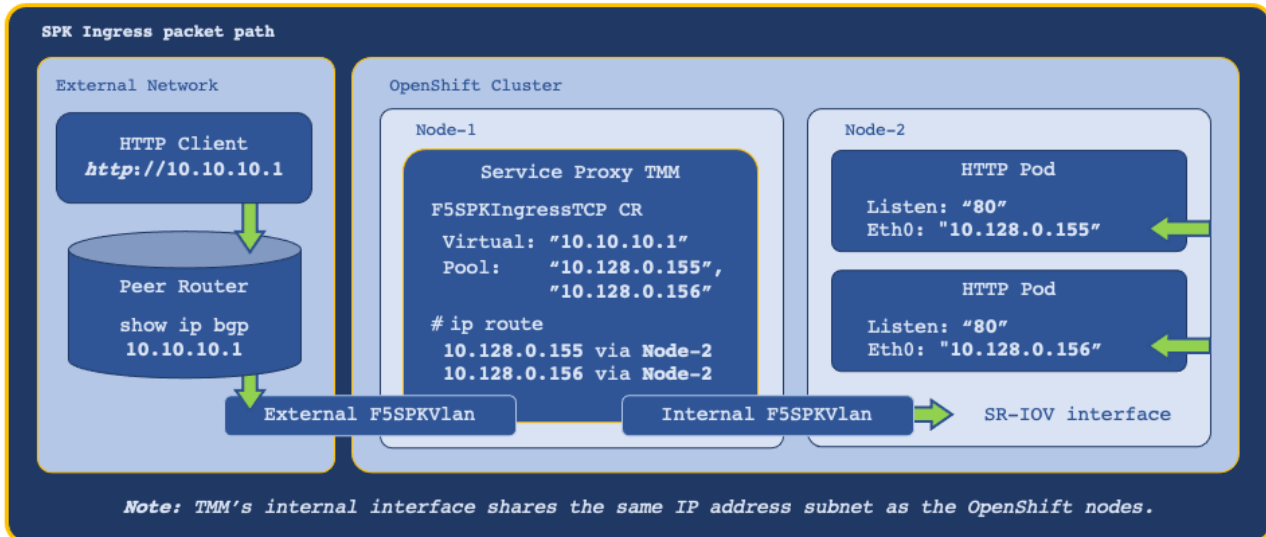 SPK Ingress packet path
External Network
HTTP Client
http://10.10.10.1
Peer Router
show ip bgp
10.10.10.1
External F5SPKVlan
OpenShift Cluster
Node-1
Service Proxy TMM
F5SPKIngressTCP CR
Virtual: ”10.10.10.1”
Pool: “10.128.0.155”,
”10.128.0.156”
# ip route
10.128.0.155 via Node-2
10.128.0.156 via Node-2
Internal F5SPKVlan
Node-2
HTTP Pod
Listen: “80”
Eth0: "10.128.0.155”
HTTP Pod
Listen: “80”
Eth0: "10.128.0.156”
SR-IOV interface
Note: TMM’s internal interface shares the same IP address subnet as the OpenShift nodes.